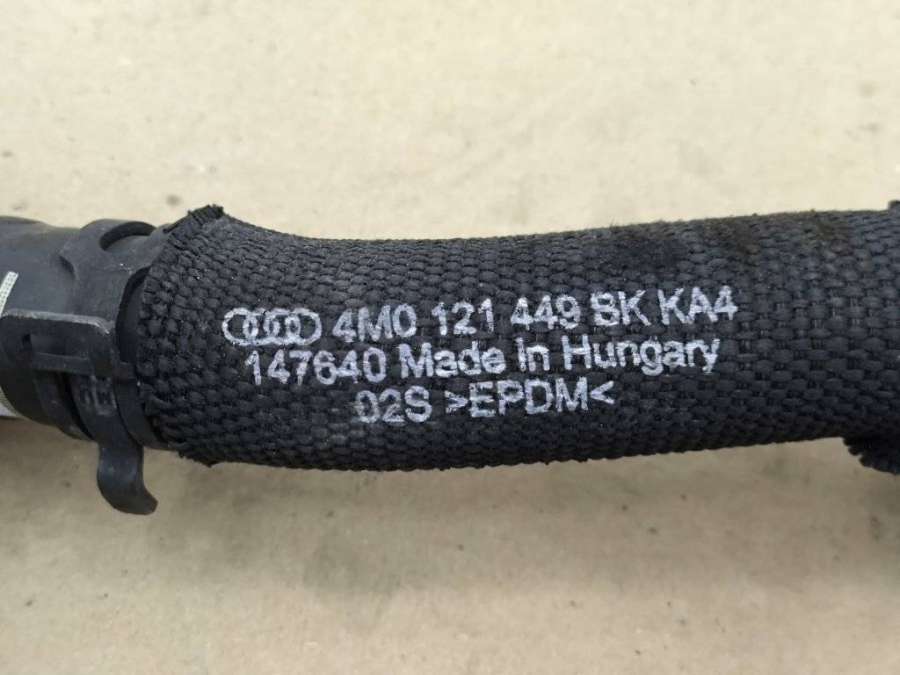 4M0 121 449 BK KA4
147640 Made in Hungary
02S >EPDM<